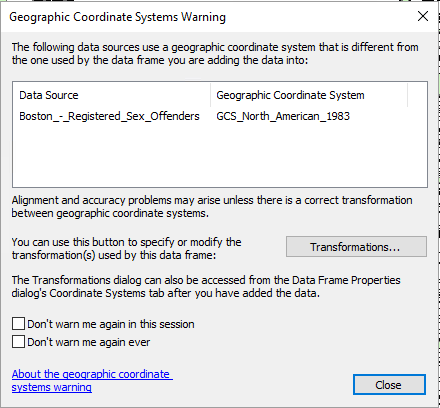 Geographic Coordinate Systems Warning
The following data sources use a geographic coordinate system that is different from
the one used by the data frame you are adding the data into:
Data Source Geographic Coordinate System
Boston_-_Registered_Sex_Offenders GCS_North_American_1983
Alignment and accuracy problems may arise unless there is a correct transformation
between geographic coordinate systems.
You can use this button to specify or modify the
transformation(s) used by this data frame:
Transformations...
The Transformations dialog can also be accessed from the Data Frame Properties
dialog's Coordinate Systems tab after you have added the data.
Don't warn me again in this session
Don't warn me again ever
About the geographic coordinate
systems warning
Close